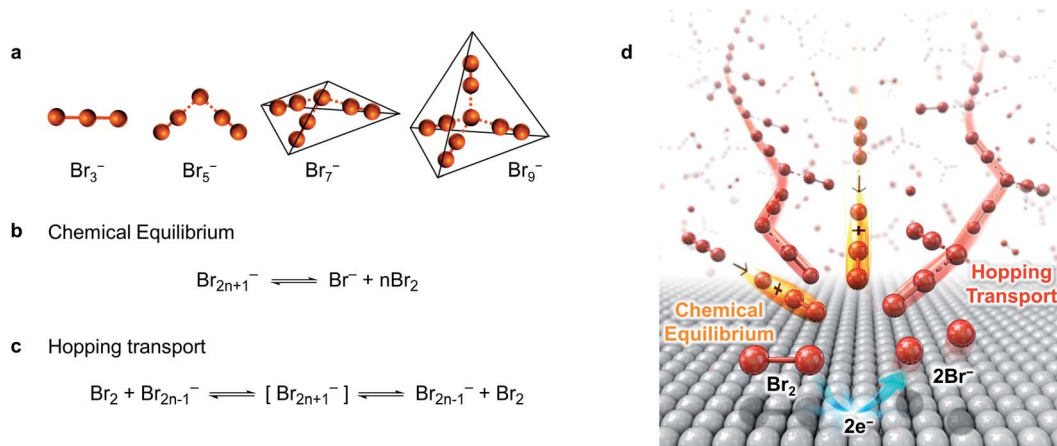 a
Br₃⁻
Br₅⁻
Br₇⁻
Br₉⁻
b Chemical Equilibrium
Br₂ₙ₊₁⁻ ⇌ Br⁻ + nBr₂
c Hopping transport
Br₂ + Br₂ₙ₋₁⁻ ⇌ [ Br₂ₙ₊₁⁻ ] ⇌ Br₂ₙ₋₁⁻ + Br₂
d
+
+
Hopping
Transport
Chemical
Equilibrium
Br₂
2Br⁻
2e⁻